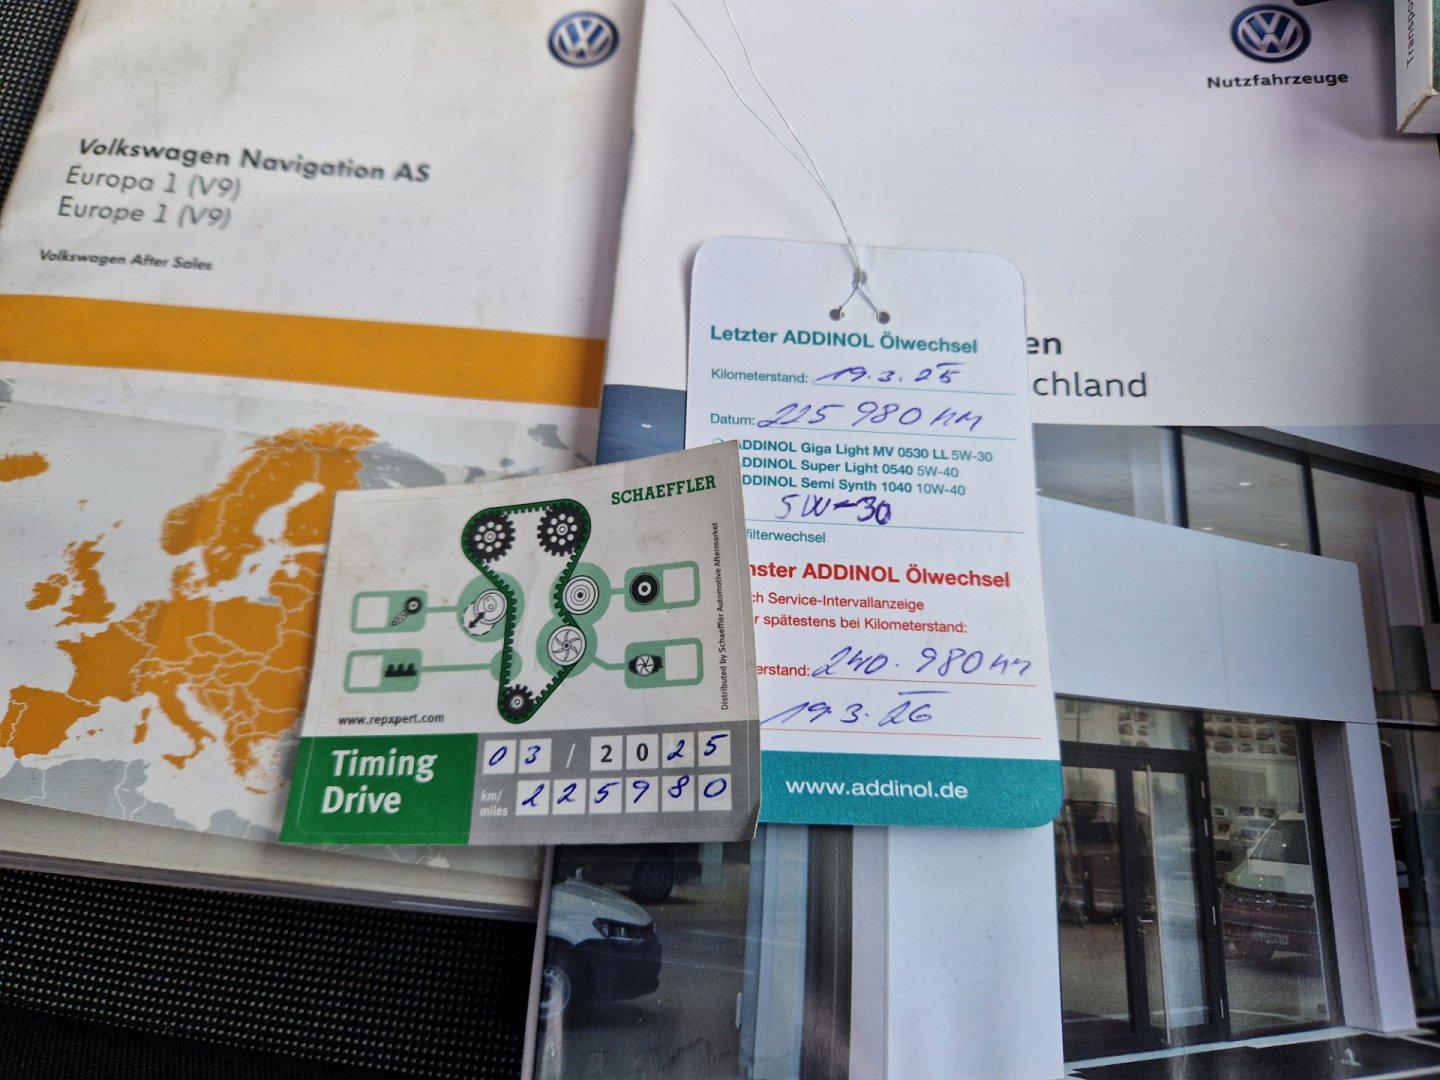 Volkswagen Navigation AS
Europa 1 (V9)
Europe 1 (V9)
Volkswagen After Sales
Nutzfahrzeuge
en
chland
Letzter ADDINOL Ölwechsel
Kilometerstand: 19.3.25
Datum: 225 980 km
ADDINOL Giga Light MV 0530 LL 5W-30
ADDINOL Super Light 0540 5W-40
ADDINOL Semi Synth 1040 10W-40
5W-30
filterwechsel
hster ADDINOL Ölwechsel
ch Service-Intervallanzeige
r spätestens bei Kilometerstand:
erstand: 240.980 km
19.3.26
www.addinol.de
SCHAEFFLER
Distributed by Schaeffler Automotive Aftermarket
www.repxpert.com
Timing
Drive
03 / 2025
km/
miles
225980